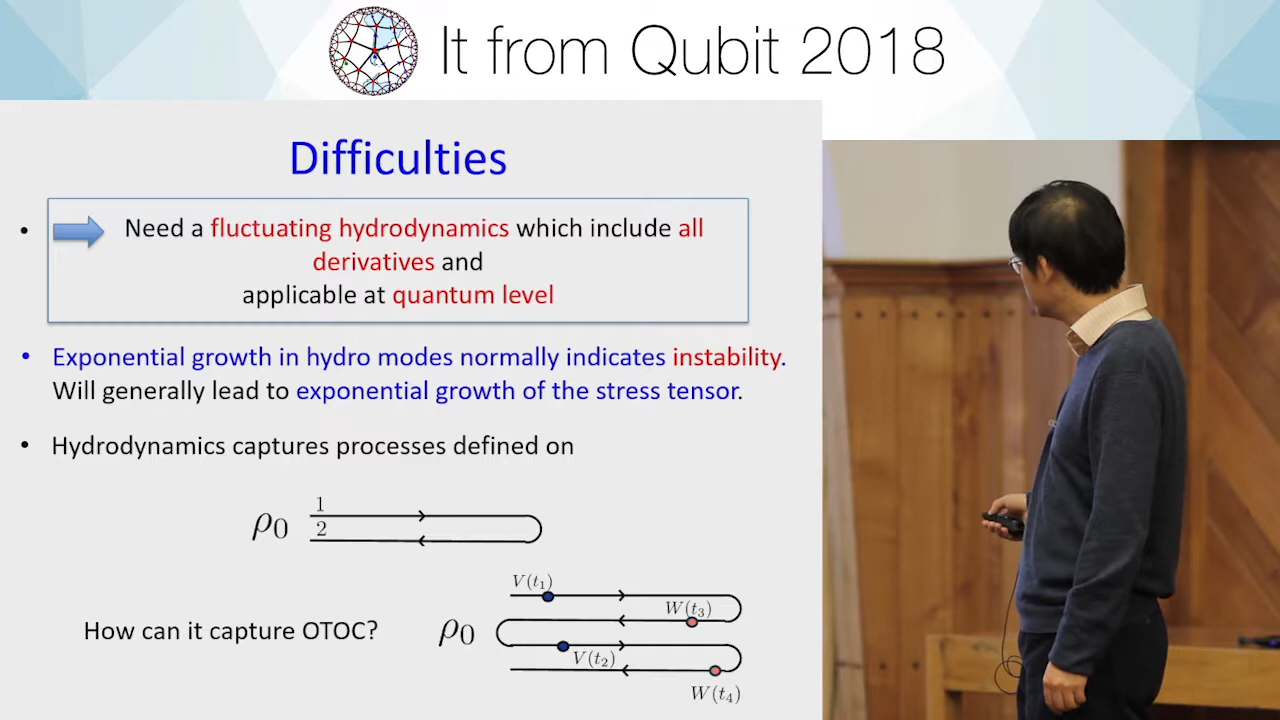 It from Qubit 2018
Difficulties
• Need a fluctuating hydrodynamics which include all
derivatives and
applicable at quantum level
• Exponential growth in hydro modes normally indicates instability.
Will generally lead to exponential growth of the stress tensor.
• Hydrodynamics captures processes defined on
ρ₀
1
2
How can it capture OTOC?
ρ₀
V(t₁)
W(t₃)
V(t₂)
W(t₄)